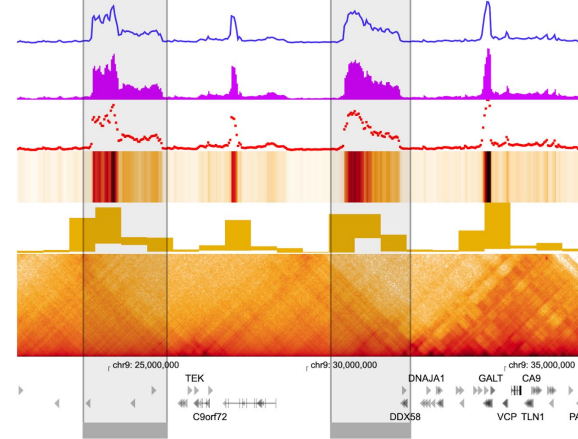 chr9: 25,000,000 chr9: 30,000,000 chr9: 35,000,000
TEK DNAJA1 GALT CA9
C9orf72 DDX58 VCP TLN1 PA